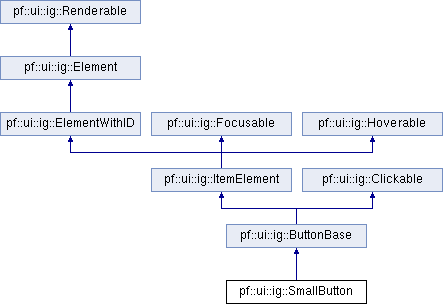 pf::ui::ig::Renderable
pf::ui::ig::Element
pf::ui::ig::ElementWithID
pf::ui::ig::Focusable
pf::ui::ig::Hoverable
pf::ui::ig::ItemElement
pf::ui::ig::Clickable
pf::ui::ig::ButtonBase
pf::ui::ig::SmallButton